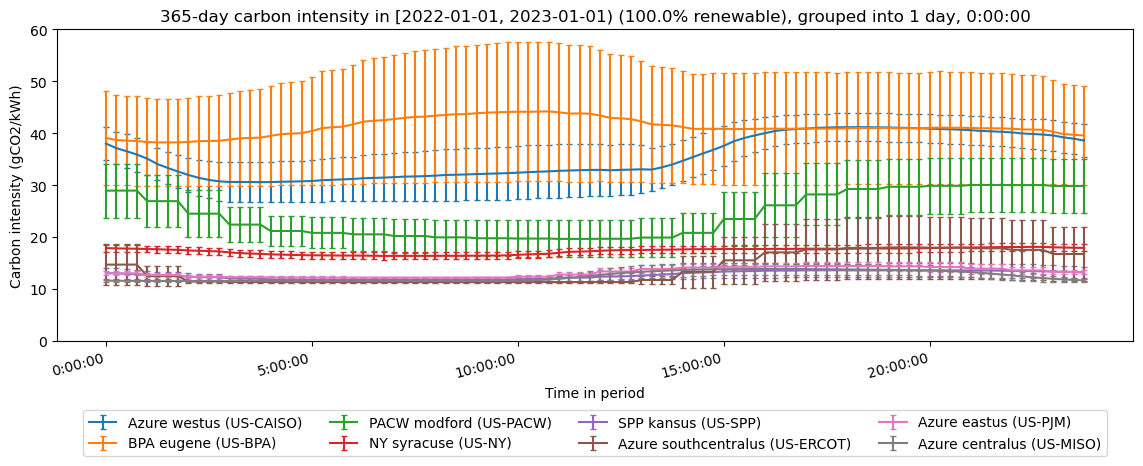 365-day carbon intensity in [2022-01-01, 2023-01-01) (100.0% renewable), grouped into 1 day, 0:00:00
Carbon intensity (gCO2/kWh)
60
50
40
30
20
10
0
0:00:00
5:00:00
10:00:00
15:00:00
20:00:00
Time in period
Azure westus (US-CAISO)
BPA eugene (US-BPA)
PACW modford (US-PACW)
NY syracuse (US-NY)
SPP kansus (US-SPP)
Azure southcentralus (US-ERCOT)
Azure eastus (US-PJM)
Azure centralus (US-MISO)